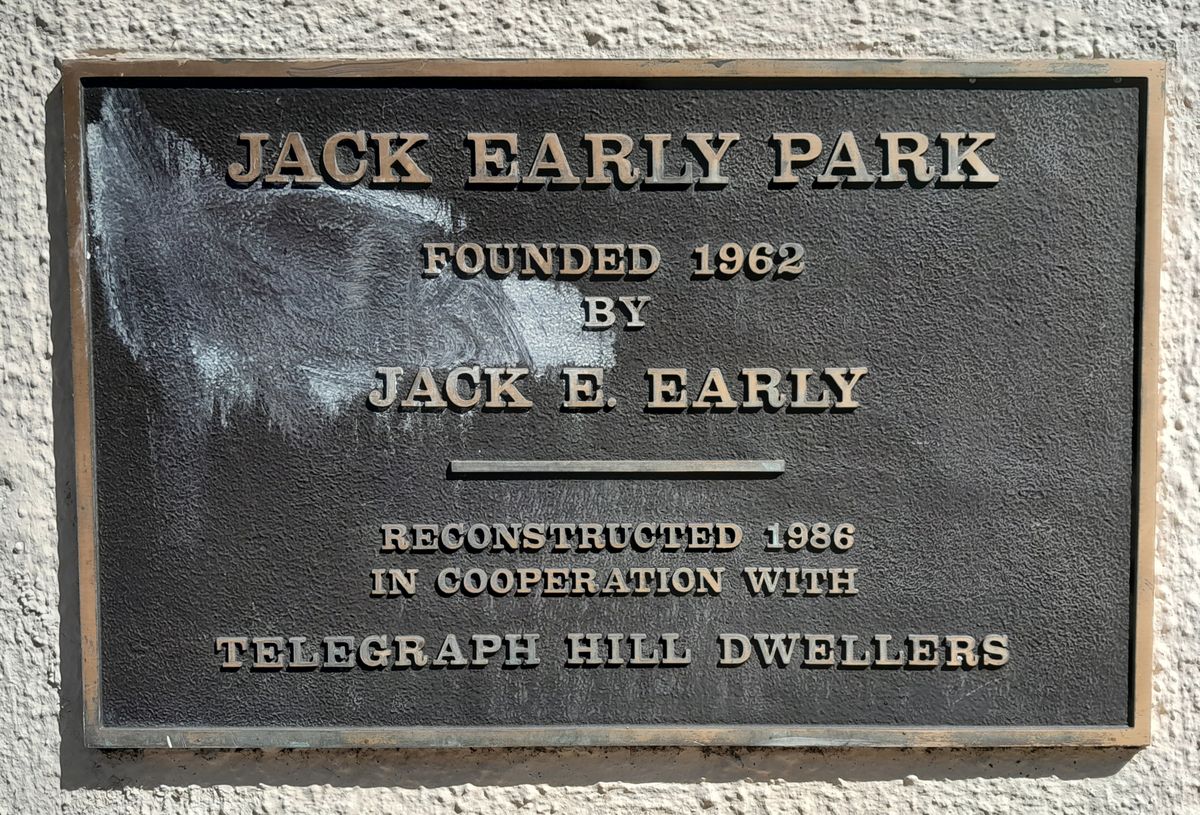 JACK EARLY PARK
FOUNDED 1962
BY
JACK E. EARLY
RECONSTRUCTED 1986
IN COOPERATION WITH
TELEGRAPH HILL DWELLERS